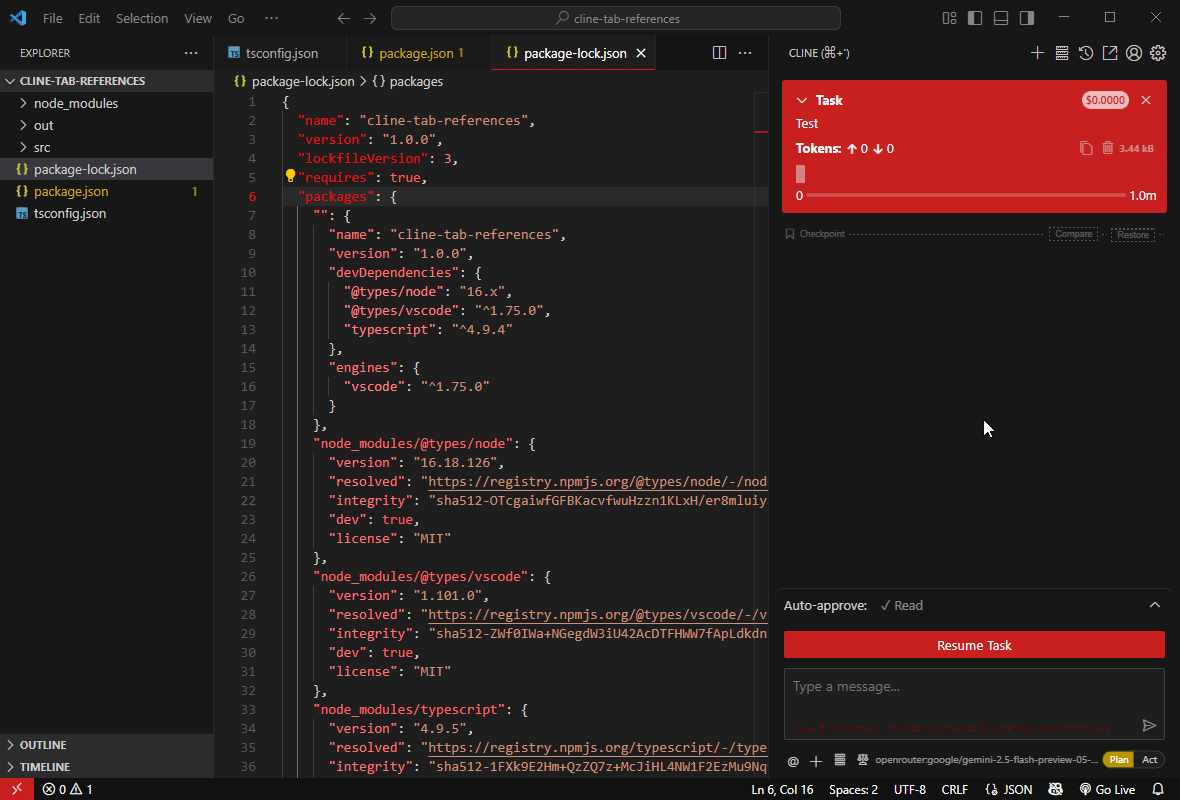 File Edit Selection View Go ··· cline-tab-references
EXPLORER ···
CLINE-TAB-REFERENCES
node_modules
out
src
{} package-lock.json
{} package.json 1
TS tsconfig.json
OUTLINE
TIMELINE
TS tsconfig.json {} package.json 1 {} package-lock.json ···
{} package-lock.json > {} packages
1 {
2 "name": "cline-tab-references",
3 "version": "1.0.0",
4 "lockfileVersion": 3,
5 "requires": true,
6 "packages": {
7 "": {
8 "name": "cline-tab-references",
9 "version": "1.0.0",
10 "devDependencies": {
11 "@types/node": "16.x",
12 "@types/vscode": "^1.75.0",
13 "typescript": "^4.9.4"
14 },
15 "engines": {
16 "vscode": "^1.75.0"
17 }
18 },
19 "node_modules/@types/node": {
20 "version": "16.18.126",
21 "resolved": "https://registry.npmjs.org/@types/node/-/nod
22 "integrity": "sha512-OTcgaiwfGFBKacvfwuHzzn1KLxH/er8mluiy
23 "dev": true,
24 "license": "MIT"
25 },
26 "node_modules/@types/vscode": {
27 "version": "1.101.0",
28 "resolved": "https://registry.npmjs.org/@types/vscode/-/v
29 "integrity": "sha512-ZWf0IWa+NGegdW3iU42AcDTFHWW7fApLdkdn
30 "dev": true,
31 "license": "MIT"
32 },
33 "node_modules/typescript": {
34 "version": "4.9.5",
35 "resolved": "https://registry.npmjs.org/typescript/-/type
36 "integrity": "sha512-1FXk9E2Hm+QzZQ7z+McJiHL4NW1F2EzMu9Nq
CLINE (⌘+')
Task $0.0000
Test
Tokens: ↑ 0 ↓ 0 3.44 kB
0 1.0m
Checkpoint Compare Restore
Auto-approve: ✓ Read
Resume Task
Type a message...
@ + openrouter:google/gemini-2.5-flash-preview-05-... Plan Act
0 1 Ln 6, Col 16 Spaces: 2 UTF-8 CRLF {} JSON Go Live